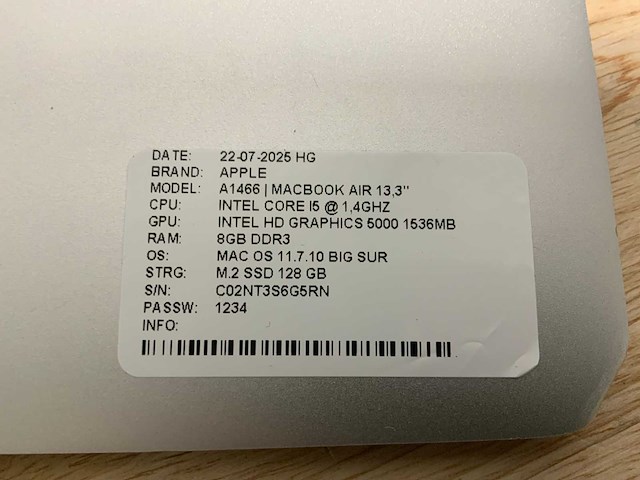 DATE: 22-07-2025 HG
BRAND: APPLE
MODEL: A1466 | MACBOOK AIR 13,3"
CPU: INTEL CORE I5 @ 1,4GHZ
GPU: INTEL HD GRAPHICS 5000 1536MB
RAM: 8GB DDR3
OS: MAC OS 11.7.10 BIG SUR
STRG: M.2 SSD 128 GB
S/N: C02NT3S6G5RN
PASSW: 1234
INFO: